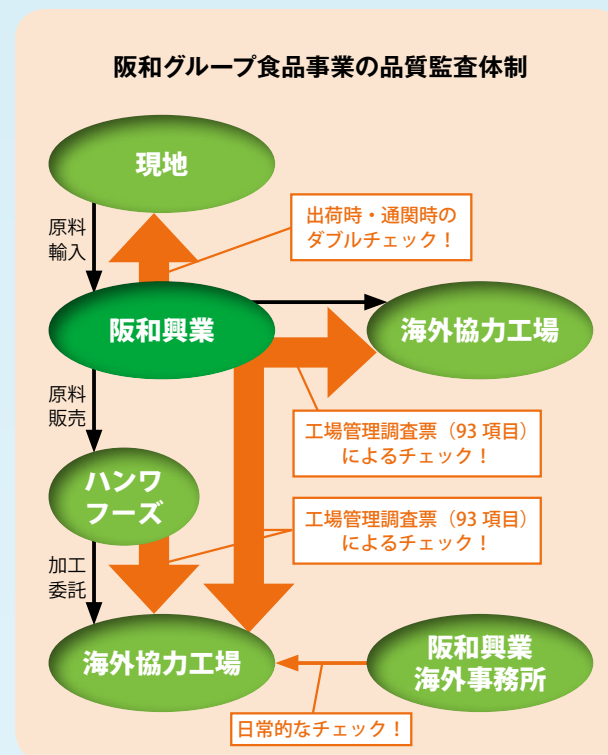 阪和グループ食品事業の品質監査体制
現地
原料
輸入
出荷時・通関時の
ダブルチェック！
阪和興業
海外協力工場
原料
販売
工場管理調査票（93 項目）
によるチェック！
ハンワ
フーズ
工場管理調査票（93 項目）
によるチェック！
加工
委託
海外協力工場
阪和興業
海外事務所
日常的なチェック！